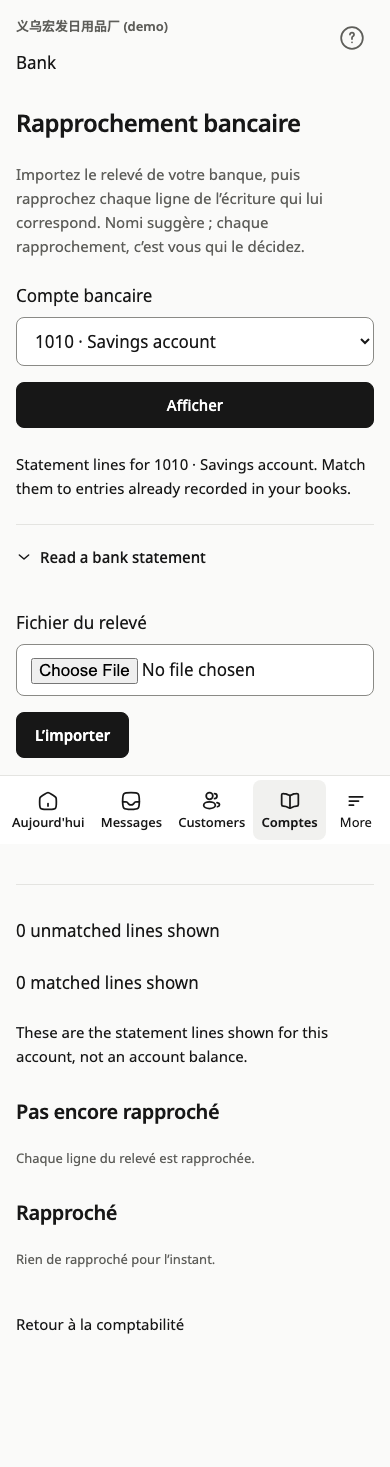 义乌宏发日用品厂 (demo)
Bank
Rapprochement bancaire
Importez le relevé de votre banque, puis
rapprochez chaque ligne de l’écriture qui lui
correspond. Nomi suggère ; chaque
rapprochement, c’est vous qui le décidez.
Compte bancaire
1010 · Savings account
Afficher
Statement lines for 1010 · Savings account. Match
them to entries already recorded in your books.
Read a bank statement
Fichier du relevé
Choose File No file chosen
L’importer
Aujourd'hui Messages Customers Comptes More
0 unmatched lines shown
0 matched lines shown
These are the statement lines shown for this
account, not an account balance.
Pas encore rapproché
Chaque ligne du relevé est rapprochée.
Rapproché
Rien de rapproché pour l’instant.
Retour à la comptabilité